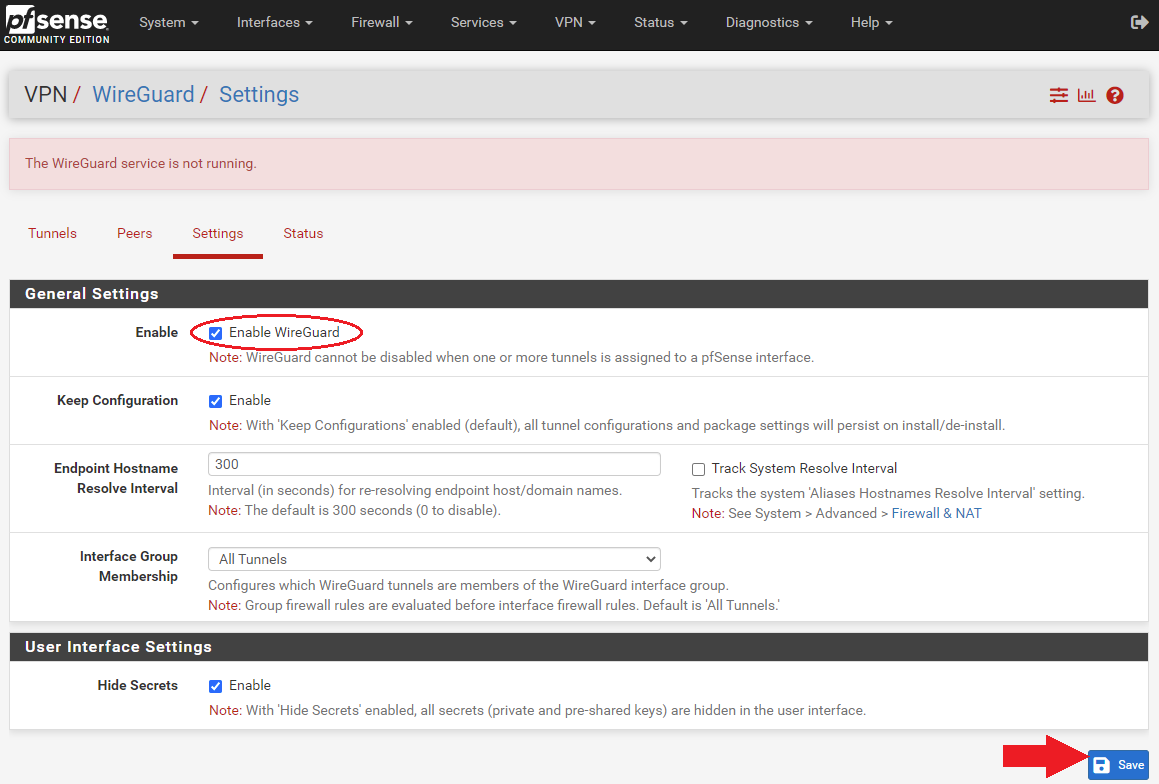 pfsense
COMMUNITY EDITION
System Interfaces Firewall Services VPN Status Diagnostics Help
VPN / WireGuard / Settings
The WireGuard service is not running.
Tunnels Peers Settings Status
General Settings
Enable Enable WireGuard
Note: WireGuard cannot be disabled when one or more tunnels is assigned to a pfSense interface.
Keep Configuration Enable
Note: With 'Keep Configurations' enabled (default), all tunnel configurations and package settings will persist on install/de-install.
Endpoint Hostname
Resolve Interval
300
Interval (in seconds) for re-resolving endpoint host/domain names.
Note: The default is 300 seconds (0 to disable).
Track System Resolve Interval
Tracks the system 'Aliases Hostnames Resolve Interval' setting.
Note: See System > Advanced > Firewall & NAT
Interface Group
Membership
All Tunnels
Configures which WireGuard tunnels are members of the WireGuard interface group.
Note: Group firewall rules are evaluated before interface firewall rules. Default is 'All Tunnels.'
User Interface Settings
Hide Secrets Enable
Note: With 'Hide Secrets' enabled, all secrets (private and pre-shared keys) are hidden in the user interface.
Save